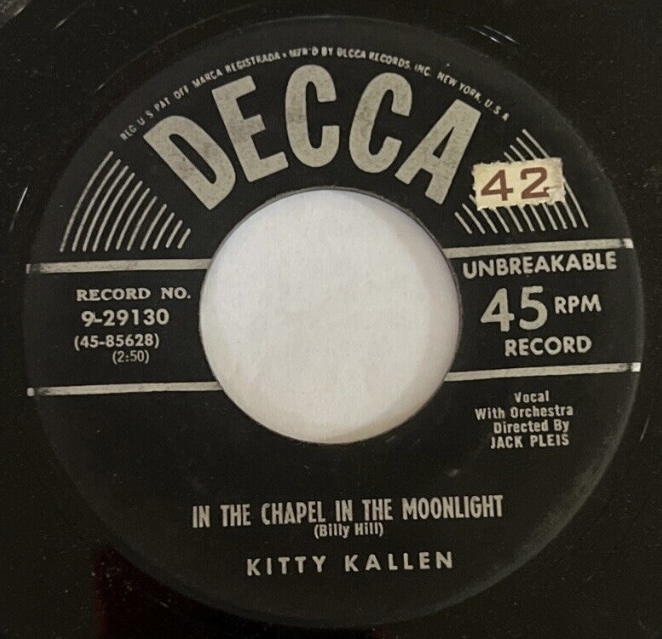 REG U S PAT OFF MARCA REGISTRADA • MFR'D BY DECCA RECORDS, INC. NEW YORK, U.S.A
DECCA
42
RECORD NO.
9-29130
(45-85628)
(2:50)
UNBREAKABLE
45 RPM
RECORD
Vocal
With Orchestra
Directed By
JACK PLEIS
IN THE CHAPEL IN THE MOONLIGHT
(Billy Hill)
KITTY KALLEN